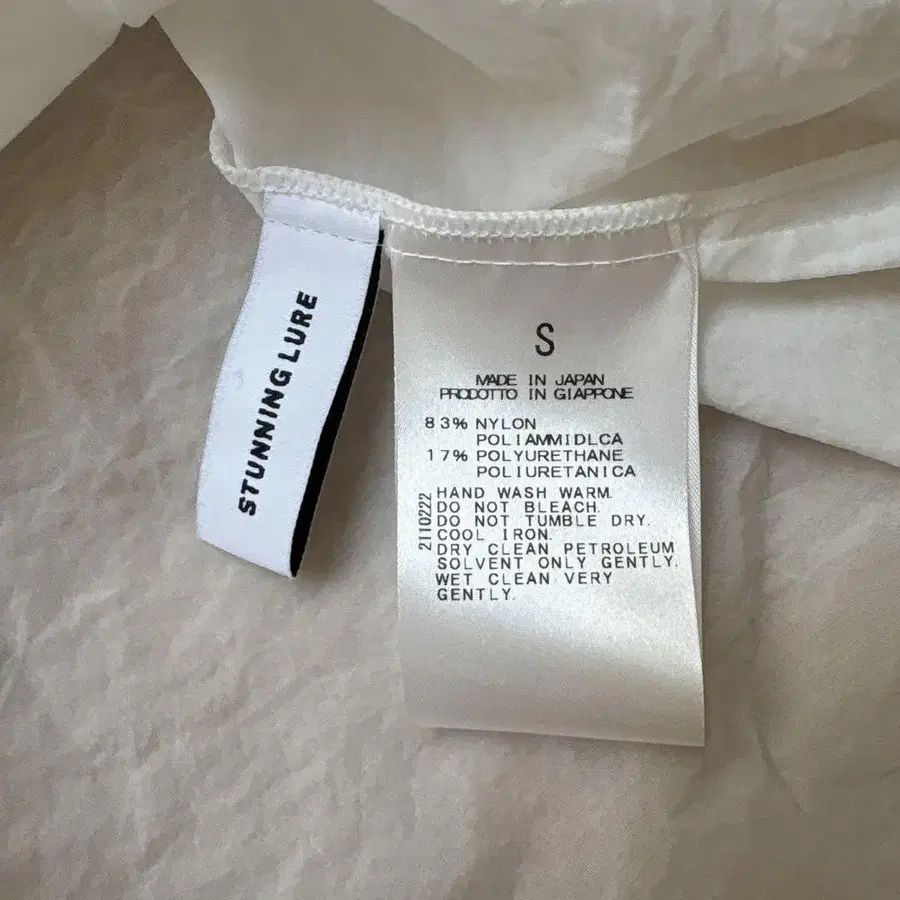 STUNNING LURE
S
MADE IN JAPAN
PRODOTTO IN GIAPPONE
83% NYLON
POLIAMMIDLCA
17% POLYURETHANE
POLIURETANICA
2110222
HAND WASH WARM.
DO NOT BLEACH.
DO NOT TUMBLE DRY.
COOL IRON.
DRY CLEAN PETROLEUM
SOLVENT ONLY GENTLY.
WET CLEAN VERY
GENTLY.